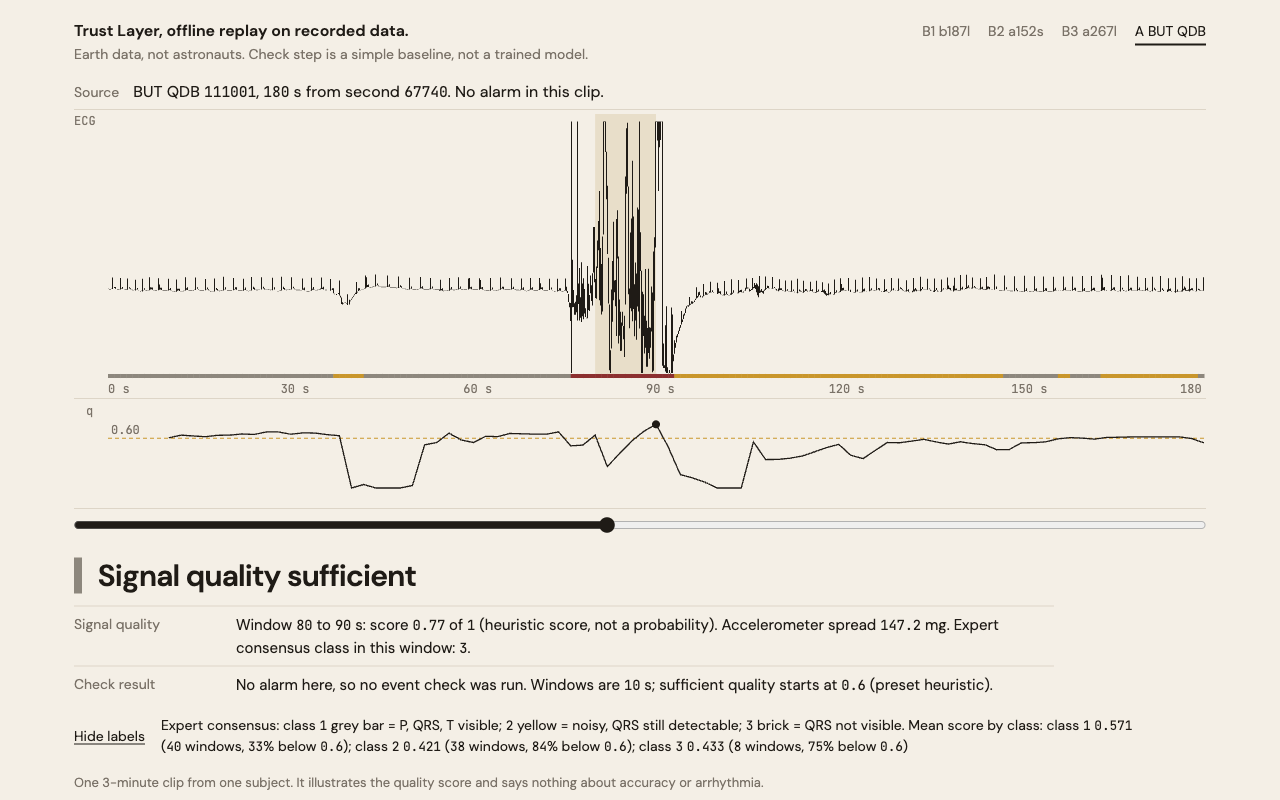 Trust Layer, offline replay on recorded data.
B1 b187l B2 a152s B3 a267l A BUT QDB
Earth data, not astronauts. Check step is a simple baseline, not a trained model.
Source BUT QDB 111001, 180 s from second 67740. No alarm in this clip.
ECG
0 s 30 s 60 s 90 s 120 s 150 s 180
q
0.60
Signal quality sufficient
Signal quality Window 80 to 90 s: score 0.77 of 1 (heuristic score, not a probability). Accelerometer spread 147.2 mg. Expert
consensus class in this window: 3.
Check result No alarm here, so no event check was run. Windows are 10 s; sufficient quality starts at 0.6 (preset heuristic).
Hide labels Expert consensus: class 1 grey bar = P, QRS, T visible; 2 yellow = noisy, QRS still detectable; 3 brick = QRS not visible. Mean score by class: class 1 0.571
(40 windows, 33% below 0.6); class 2 0.421 (38 windows, 84% below 0.6); class 3 0.433 (8 windows, 75% below 0.6)
One 3-minute clip from one subject. It illustrates the quality score and says nothing about accuracy or arrhythmia.